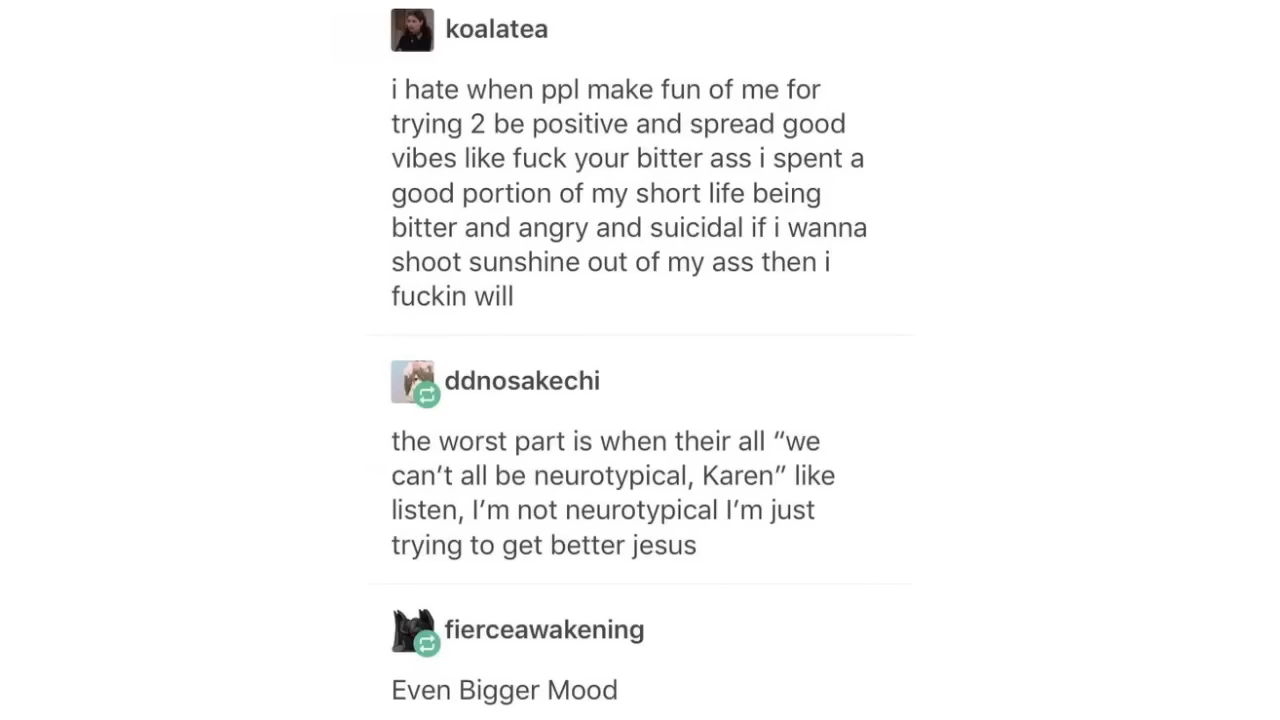 koalatea
i hate when ppl make fun of me for
trying 2 be positive and spread good
vibes like fuck your bitter ass i spent a
good portion of my short life being
bitter and angry and suicidal if i wanna
shoot sunshine out of my ass then i
fuckin will
ddnosakechi
the worst part is when their all “we
can’t all be neurotypical, Karen” like
listen, I’m not neurotypical I’m just
trying to get better jesus
fierceawakening
Even Bigger Mood